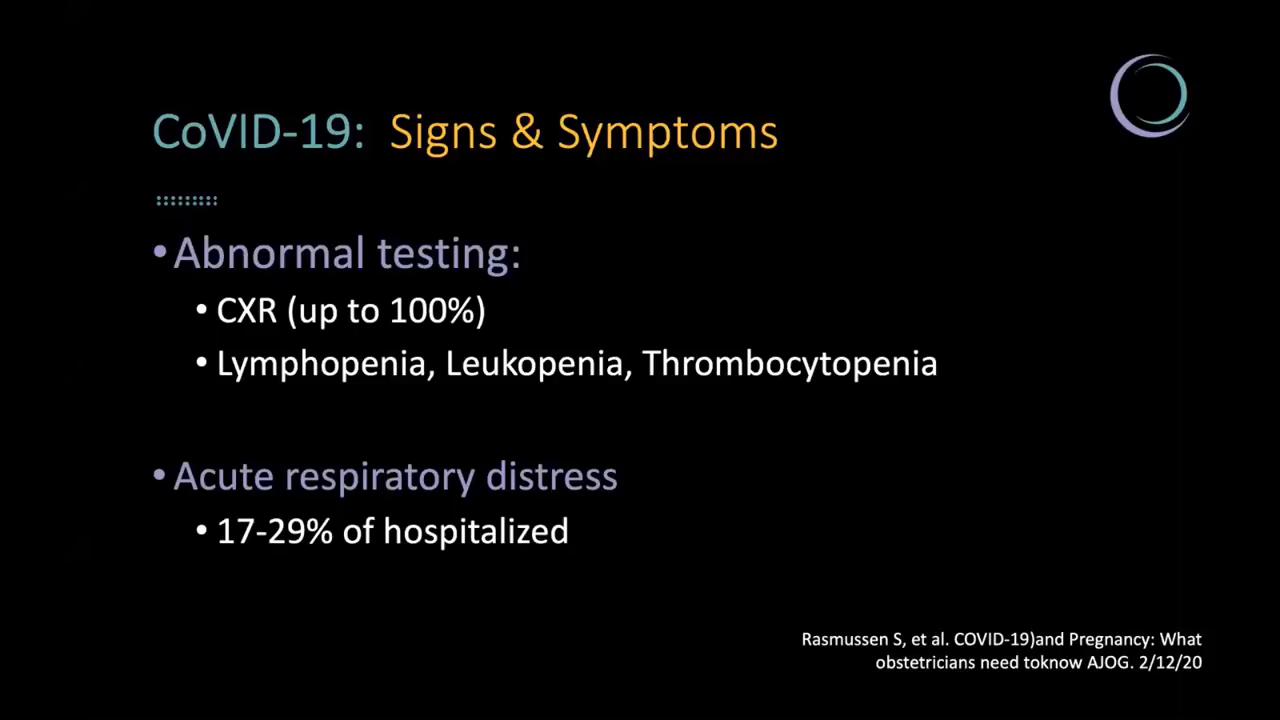 CoVID-19: Signs & Symptoms
• Abnormal testing:
• CXR (up to 100%)
• Lymphopenia, Leukopenia, Thrombocytopenia
• Acute respiratory distress
• 17-29% of hospitalized
Rasmussen S, et al. COVID-19)and Pregnancy: What
obstetricians need toknow AJOG. 2/12/20